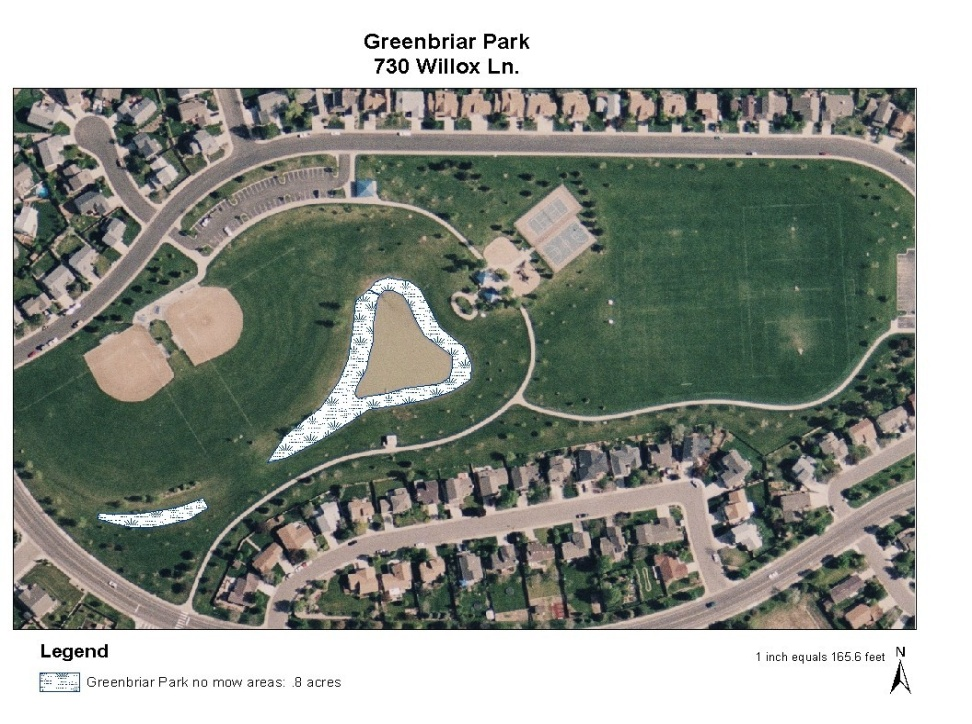 Greenbriar Park
730 Willox Ln.
Legend
Greenbriar Park no mow areas: .8 acres
1 inch equals 165.6 feet
N